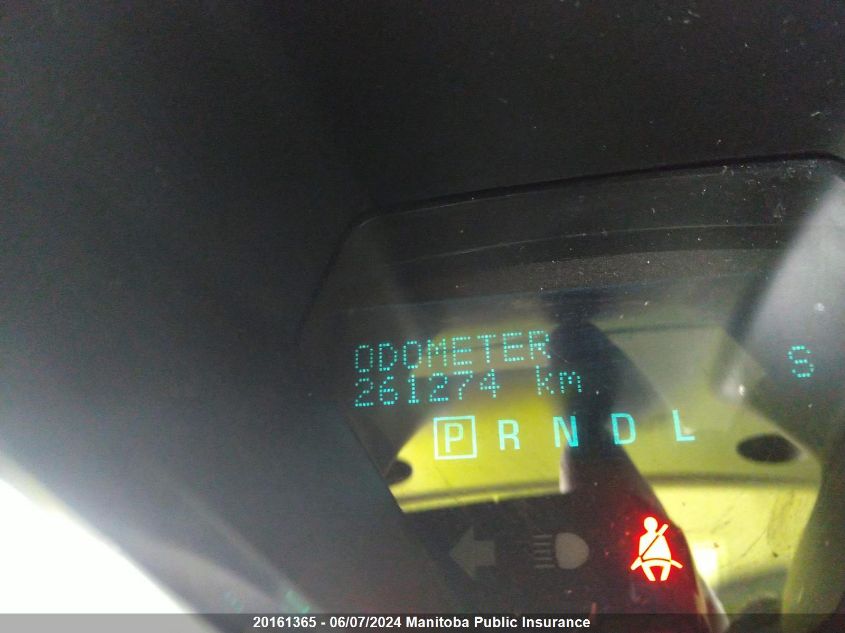 ODOMETER
261274 km
S
P R N D L
20161365 - 06/07/2024 Manitoba Public Insurance